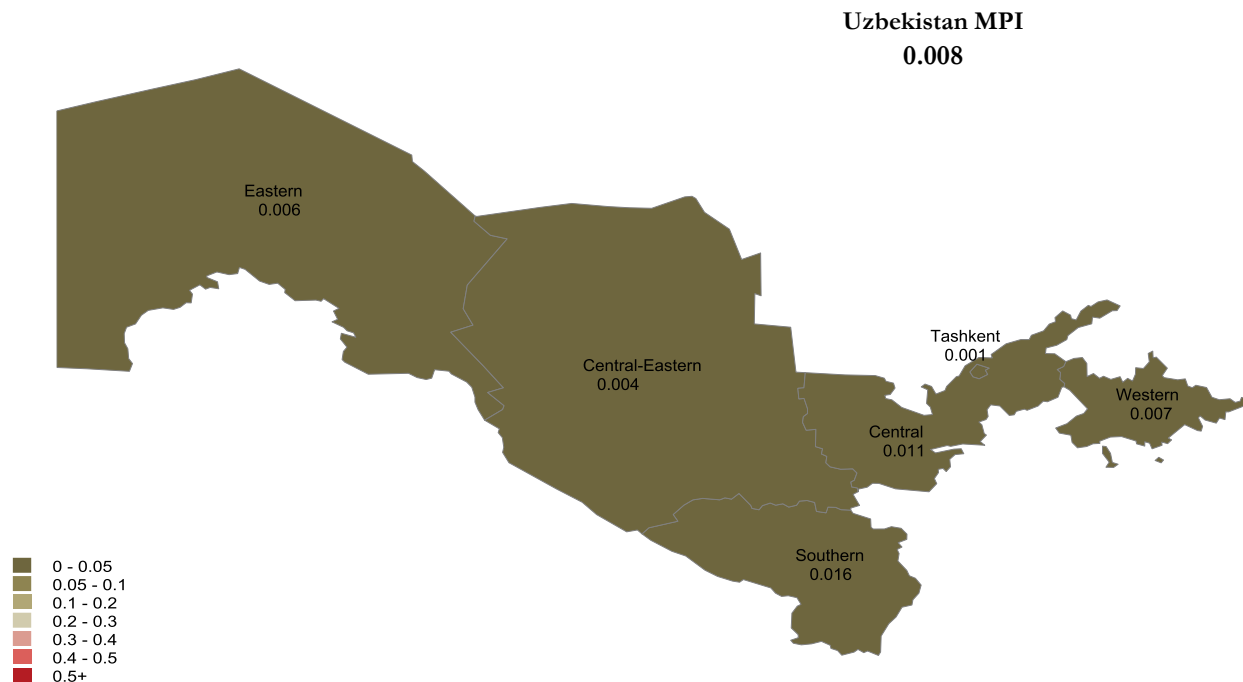 Uzbekistan MPI
0.008
Eastern
0.006
Central-Eastern
0.004
Tashkent
0.001
Western
0.007
Central
0.011
Southern
0.016
0 - 0.05
0.05 - 0.1
0.1 - 0.2
0.2 - 0.3
0.3 - 0.4
0.4 - 0.5
0.5+